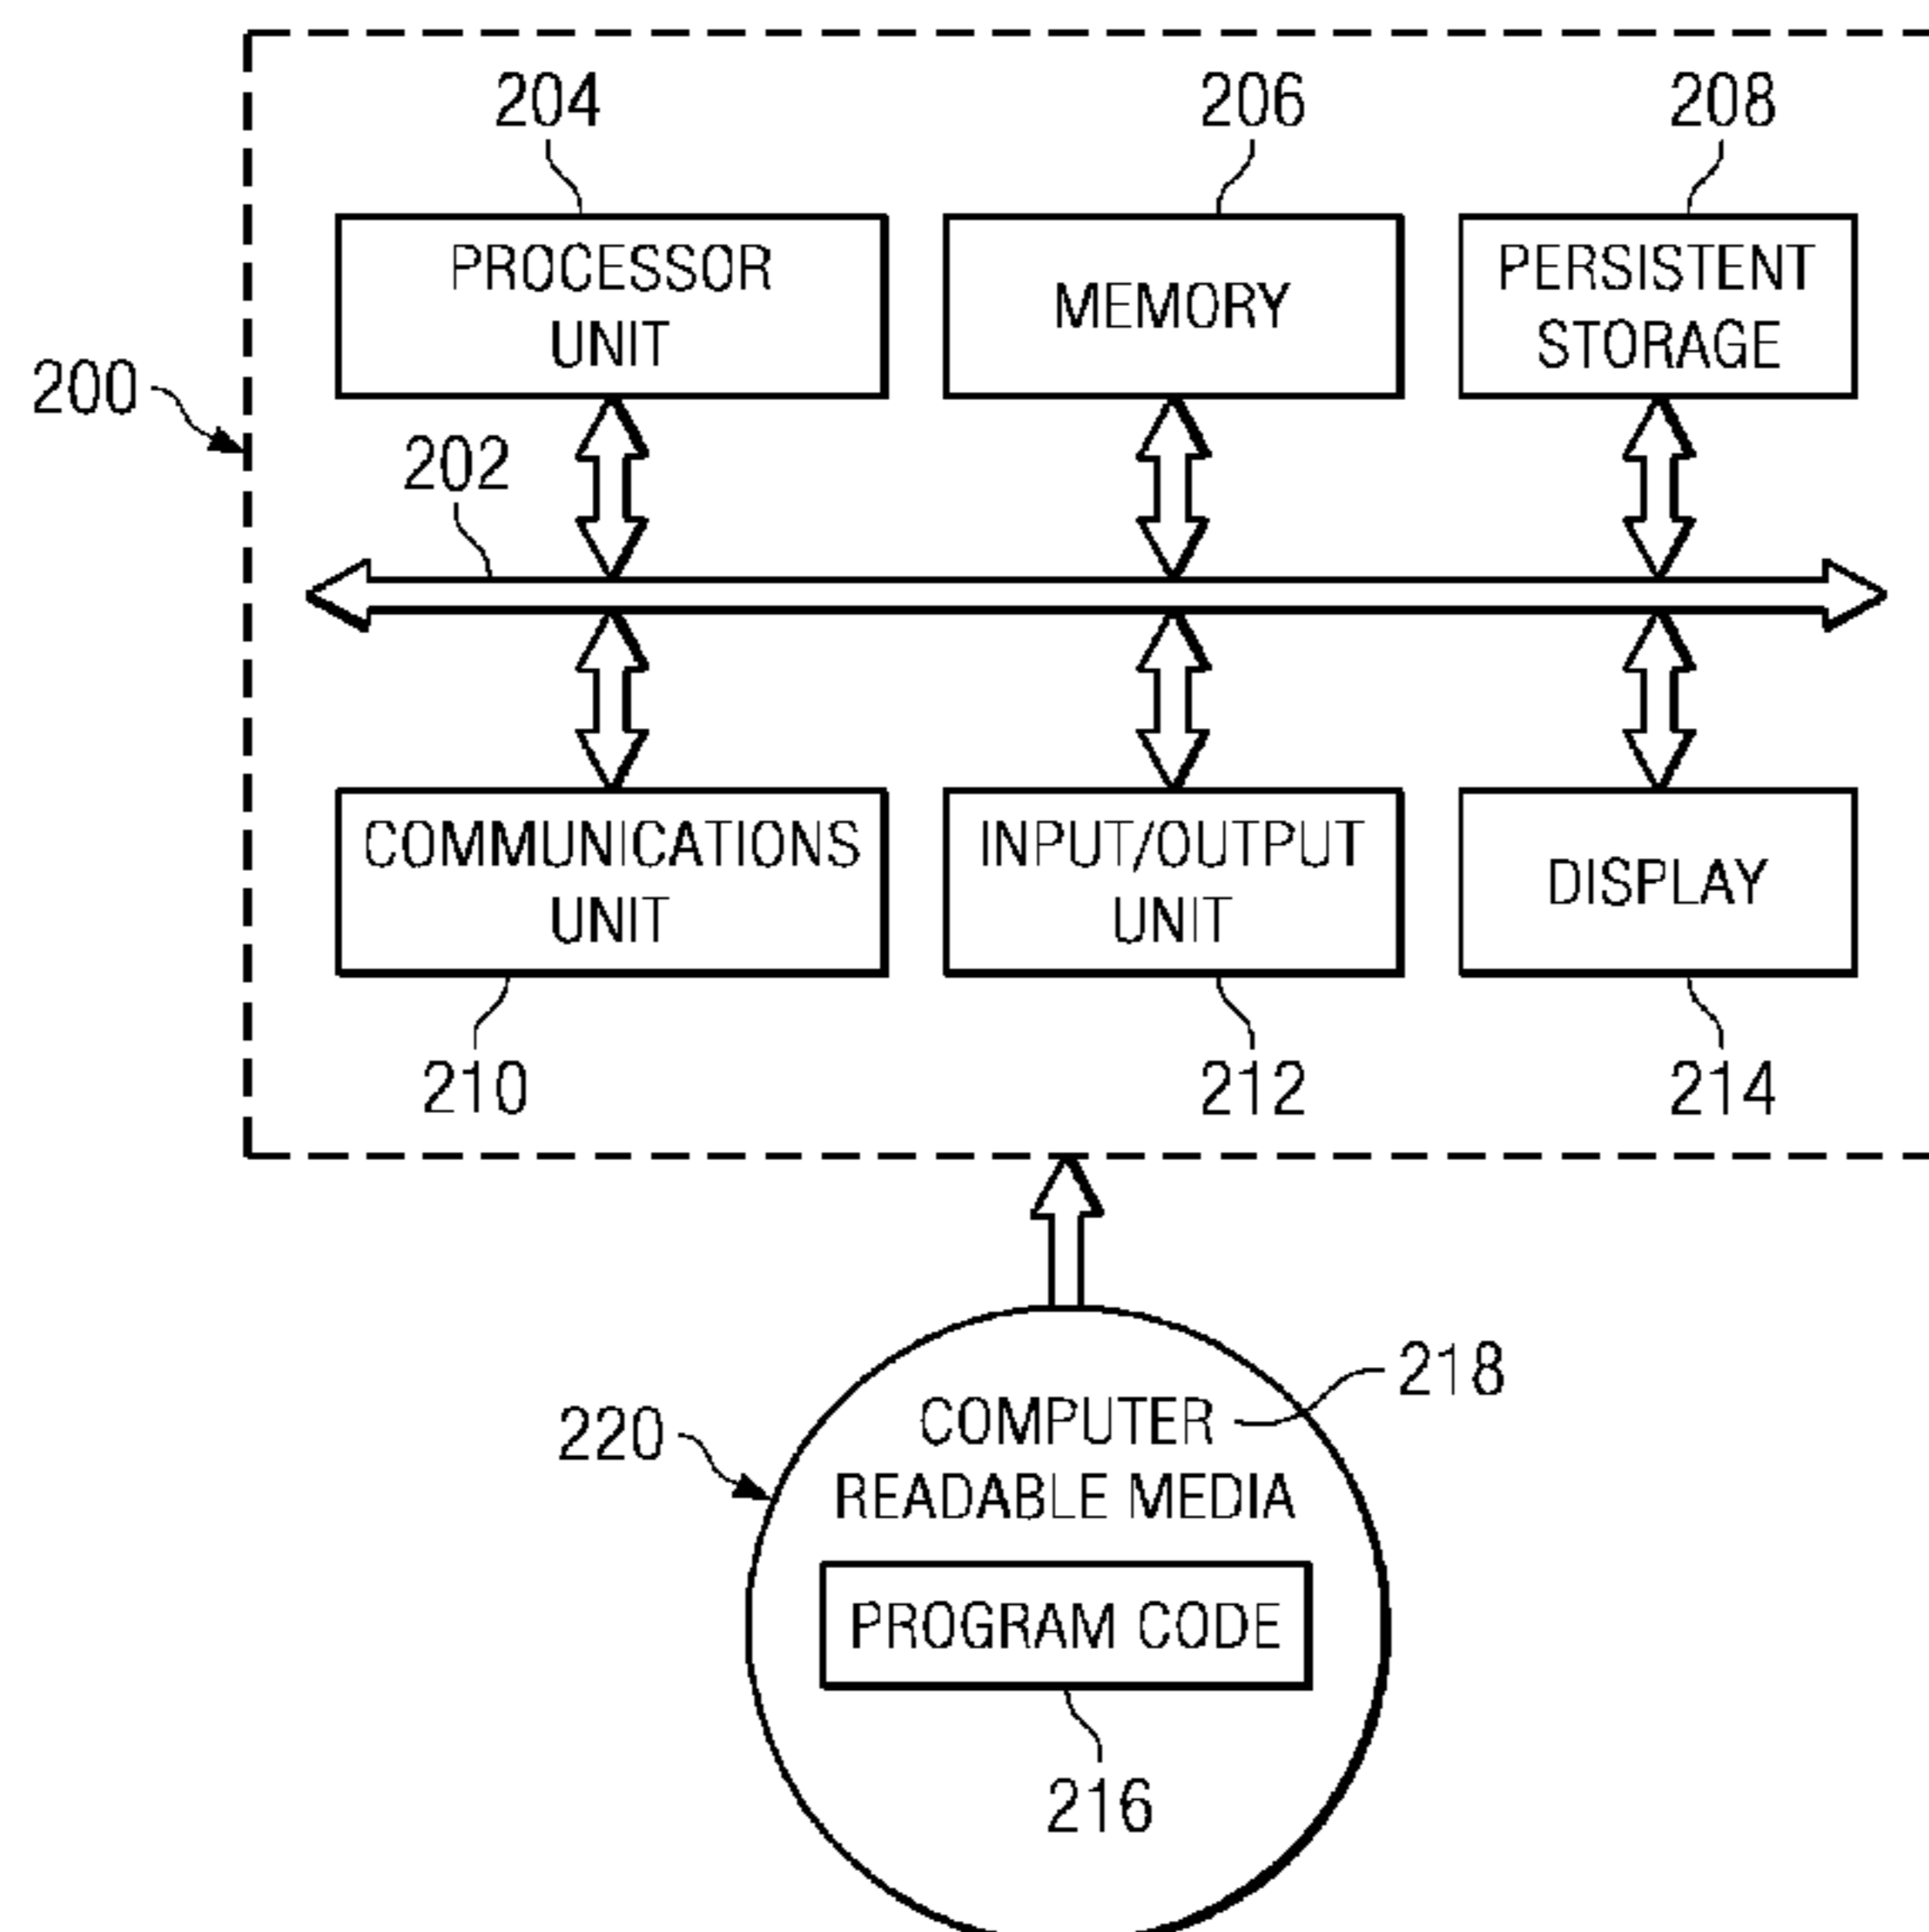 204
206
208
PROCESSOR
UNIT
MEMORY
PERSISTENT
STORAGE
200
202
COMMUNICATIONS
UNIT
INPUT/OUTPUT
UNIT
DISPLAY
210
212
214
218
220
COMPUTER
READABLE MEDIA
PROGRAM CODE
216